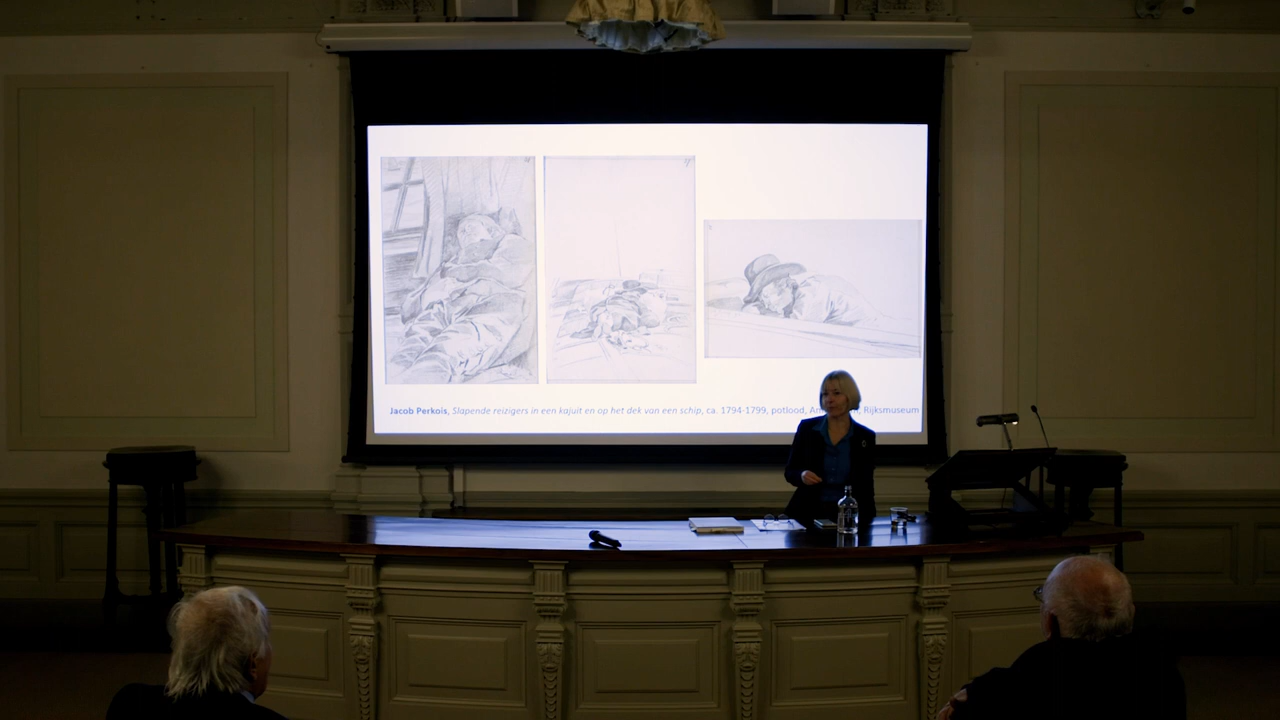 Jacob Perkois, Slapende reizigers in een kajuit en op het dek van een schip, ca. 1794-1799, potlood, Rijksmuseum